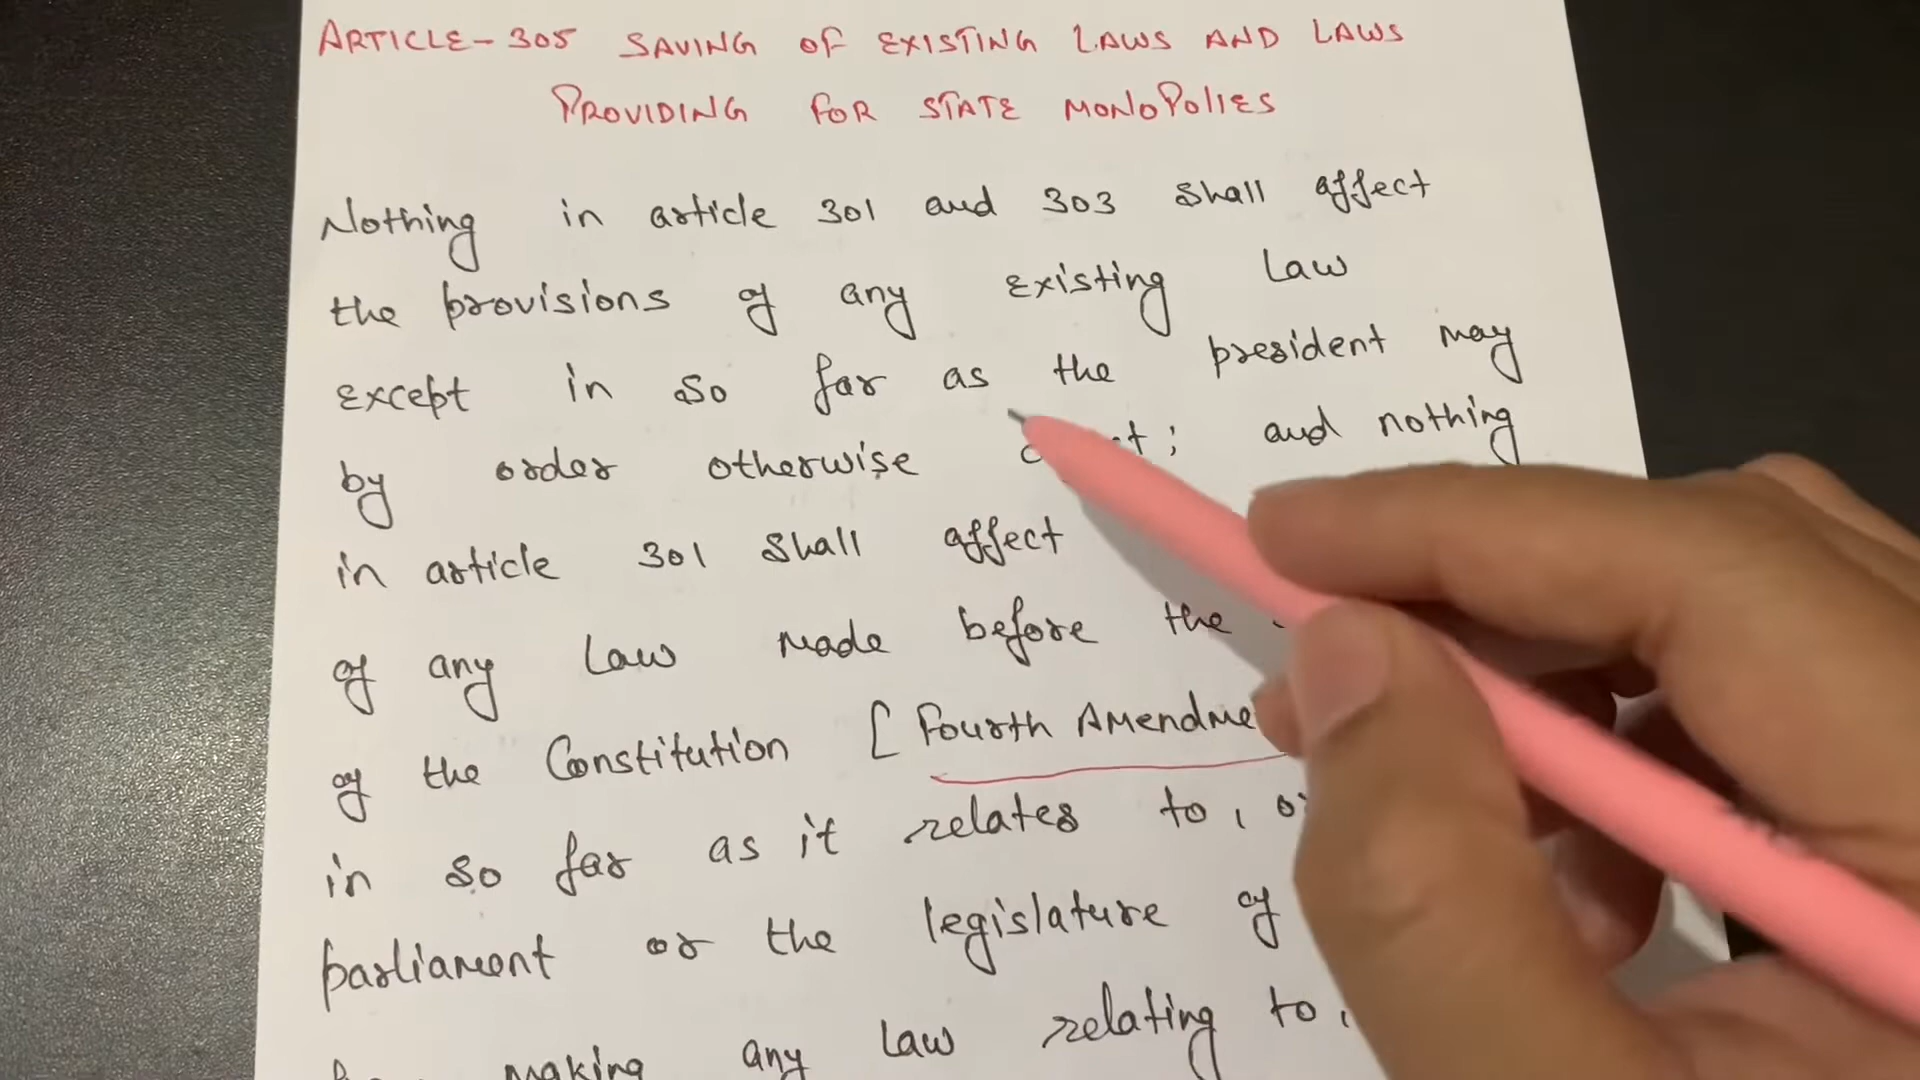 ARTICLE-305 SAVING OF EXISTING LAWS AND LAWS
PROVIDING FOR STATE MONOPOLIES
Nothing in article 301 and 303 shall affect
the provisions of any existing law
except in so far as the president may
by order otherwise ; and nothing
in article 301 shall affect
of any law made before the
of the Constitution [Fourth
in so far as it relates to,
parliament or the legislature of
making any law relating to,